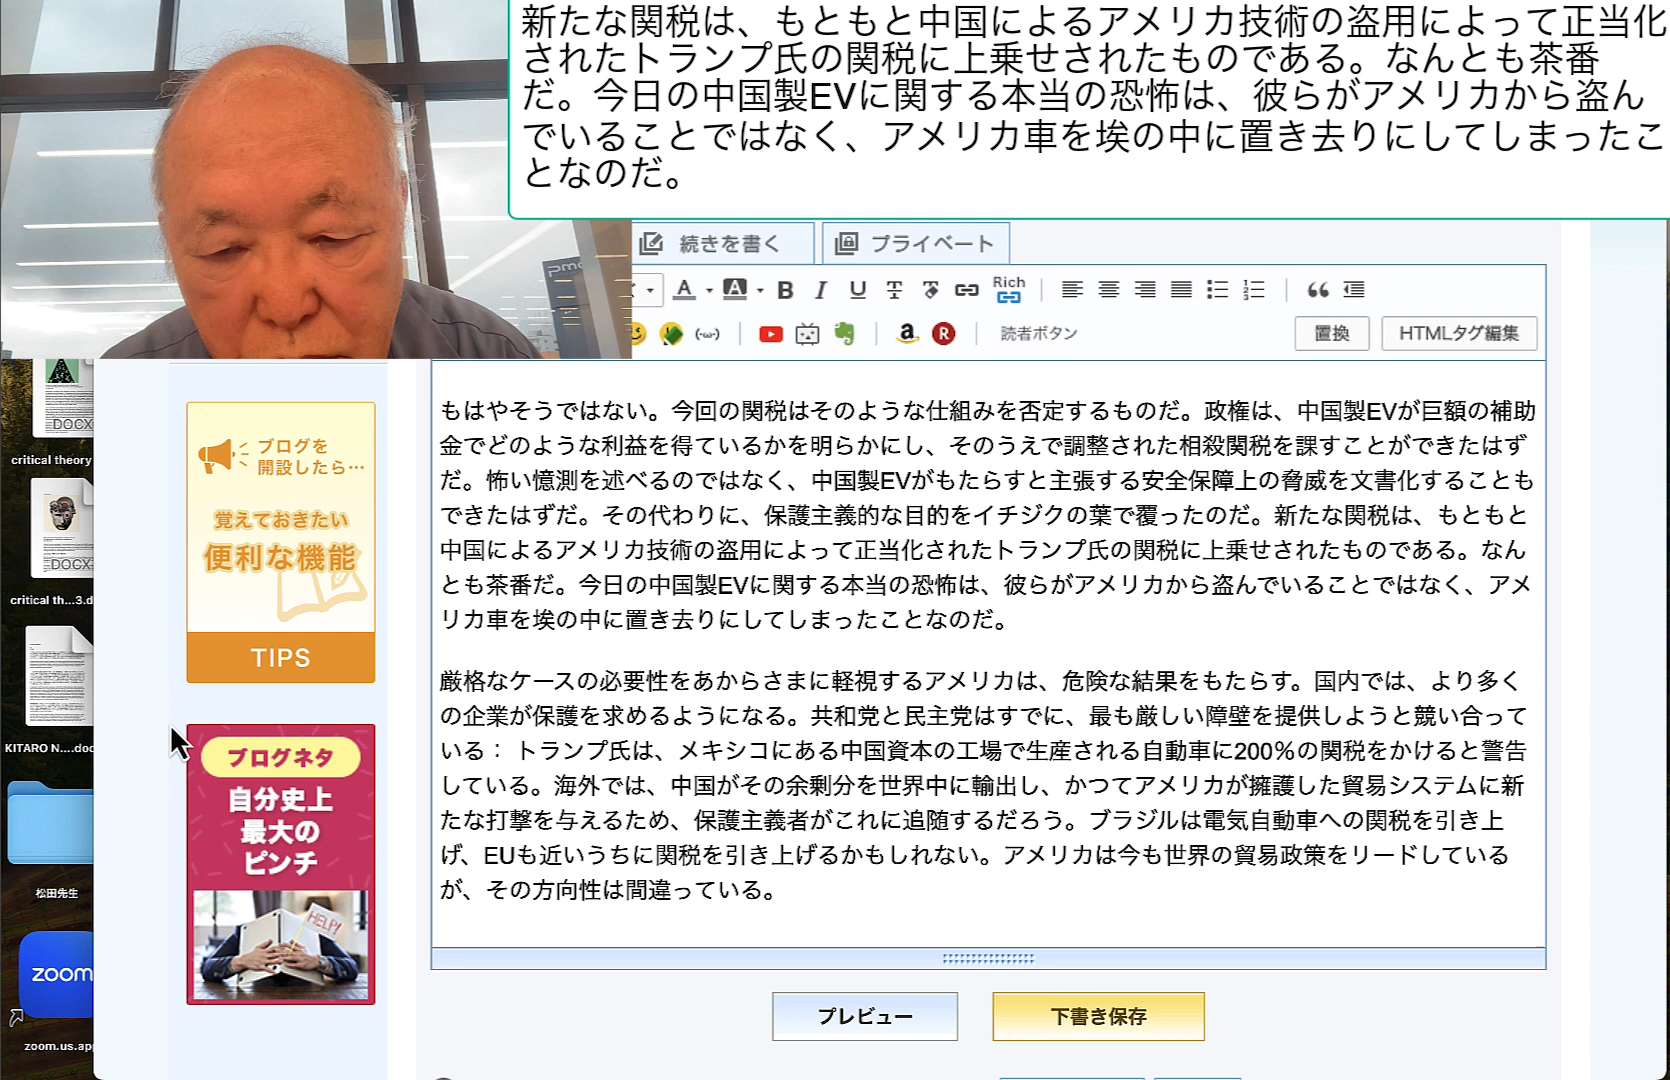 新たな関税は、もともと中国によるアメリカ技術の盗用によって正当化
されたトランプ氏の関税に上乗せされたものである。なんとも茶番
だ。今日の中国製EVに関する本当の恐怖は、彼らがアメリカから盗ん
でいることではなく、アメリカ車を埃の中に置き去りにしてしまったこ
となのだ。
続きを書く
プライベート
Rich
読者ボタン
置換
HTMLタグ編集
もはやそうではない。今回の関税はそのような仕組みを否定するものだ。政権は、中国製EVが巨額の補助
金でどのような利益を得ているかを明らかにし、そのうえで調整された相殺関税を課すことができたはず
だ。怖い憶測を述べるのではなく、中国製EVがもたらすと主張する安全保障上の脅威を文書化することも
できたはずだ。その代わりに、保護主義的な目的をイチジクの葉で覆ったのだ。新たな関税は、もともと
中国によるアメリカ技術の盗用によって正当化されたトランプ氏の関税に上乗せされたものである。なん
とも茶番だ。今日の中国製EVに関する本当の恐怖は、彼らがアメリカから盗んでいることではなく、アメ
リカ車を埃の中に置き去りにしてしまったことなのだ。
厳格なケースの必要性をあからさまに軽視するアメリカは、危険な結果をもたらす。国内では、より多く
の企業が保護を求めるようになる。共和党と民主党はすでに、最も厳しい障壁を提供しようと競い合って
いる： トランプ氏は、メキシコにある中国資本の工場で生産される自動車に200％の関税をかけると警告
している。海外では、中国がその余剰分を世界中に輸出し、かつてアメリカが擁護した貿易システムに新
たな打撃を与えるため、保護主義者がこれに追随するだろう。ブラジルは電気自動車への関税を引き上
げ、EUも近いうちに関税を引き上げるかもしれない。アメリカは今も世界の貿易政策をリードしている
が、その方向性は間違っている。
プレビュー
下書き保存
ブログを
開設したら…
覚えておきたい
便利な機能
TIPS
ブログネタ
自分史上
最大の
ピンチ
HELP!
DOCX
critical theory
DOCX
critical th...3.d
KITARO N....doc
松田先生
zoom
zoom.us.app